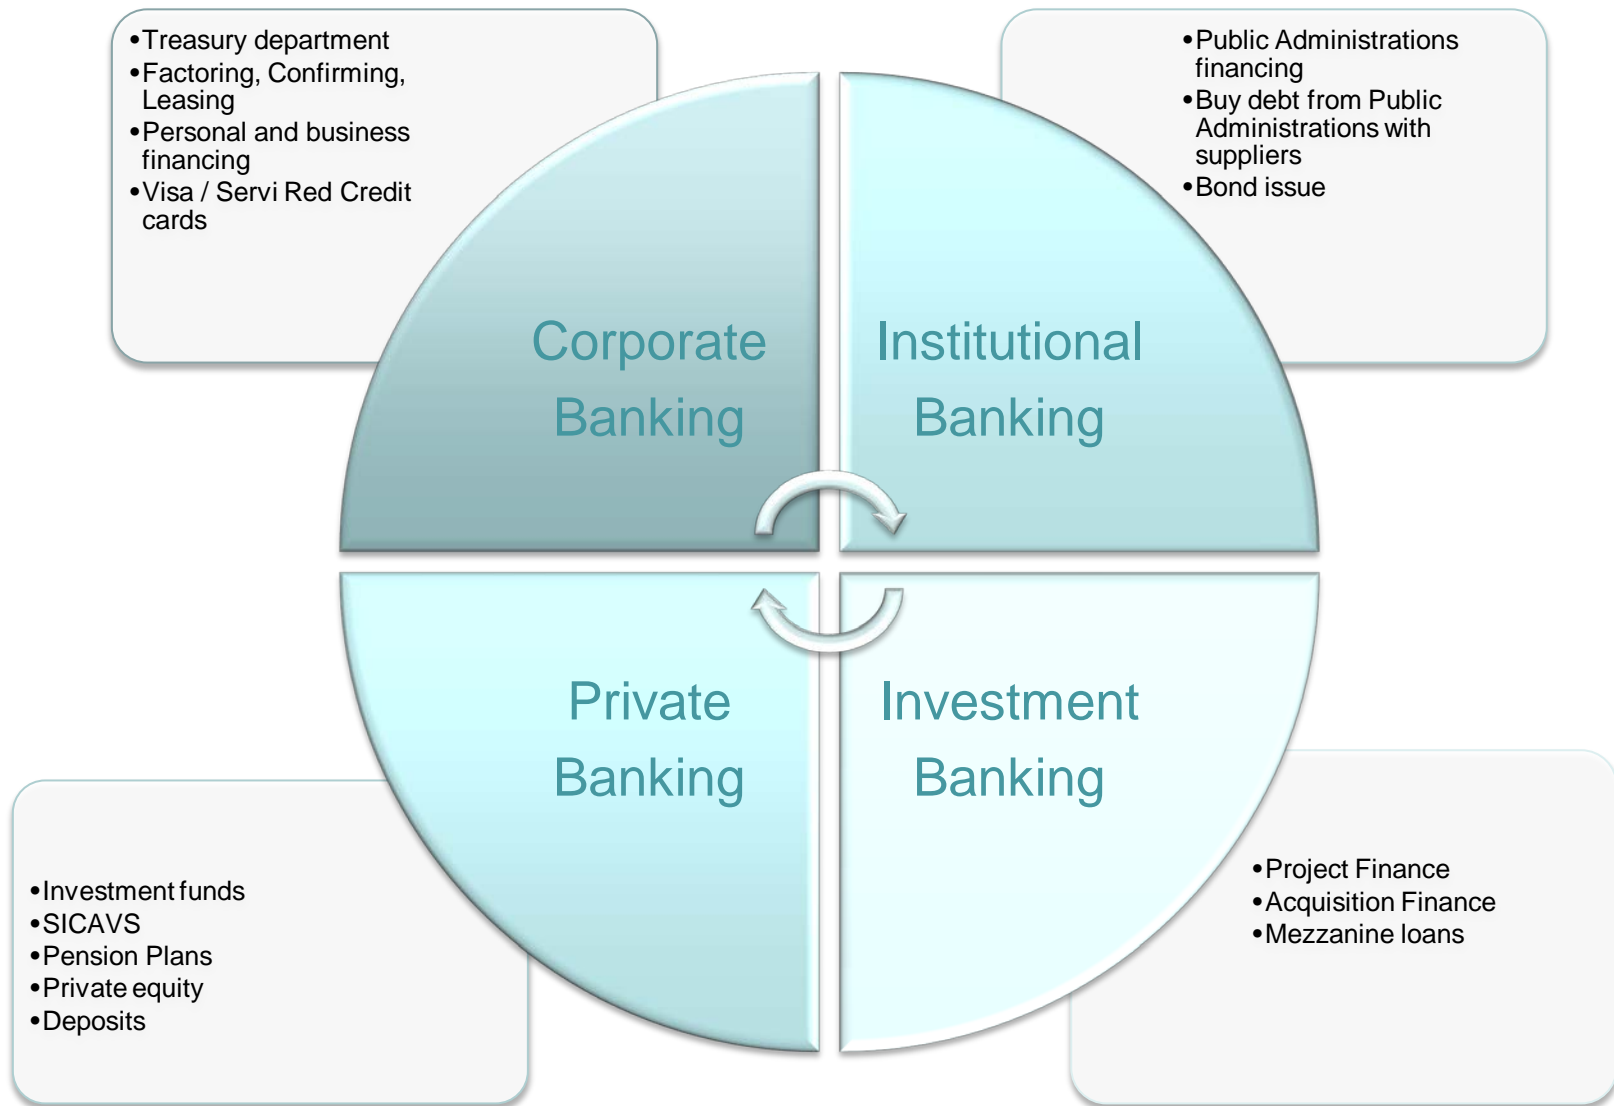 •Treasury department
•Factoring, Confirming,
Leasing
•Personal and business
financing
•Visa / Servi Red Credit
cards
•Public Administrations
financing
•Buy debt from Public
Administrations with
suppliers
•Bond issue
Corporate
Banking
Institutional
Banking
Private
Banking
Investment
Banking
•Investment funds
•SICAVS
•Pension Plans
•Private equity
•Deposits
•Project Finance
•Acquisition Finance
•Mezzanine loans